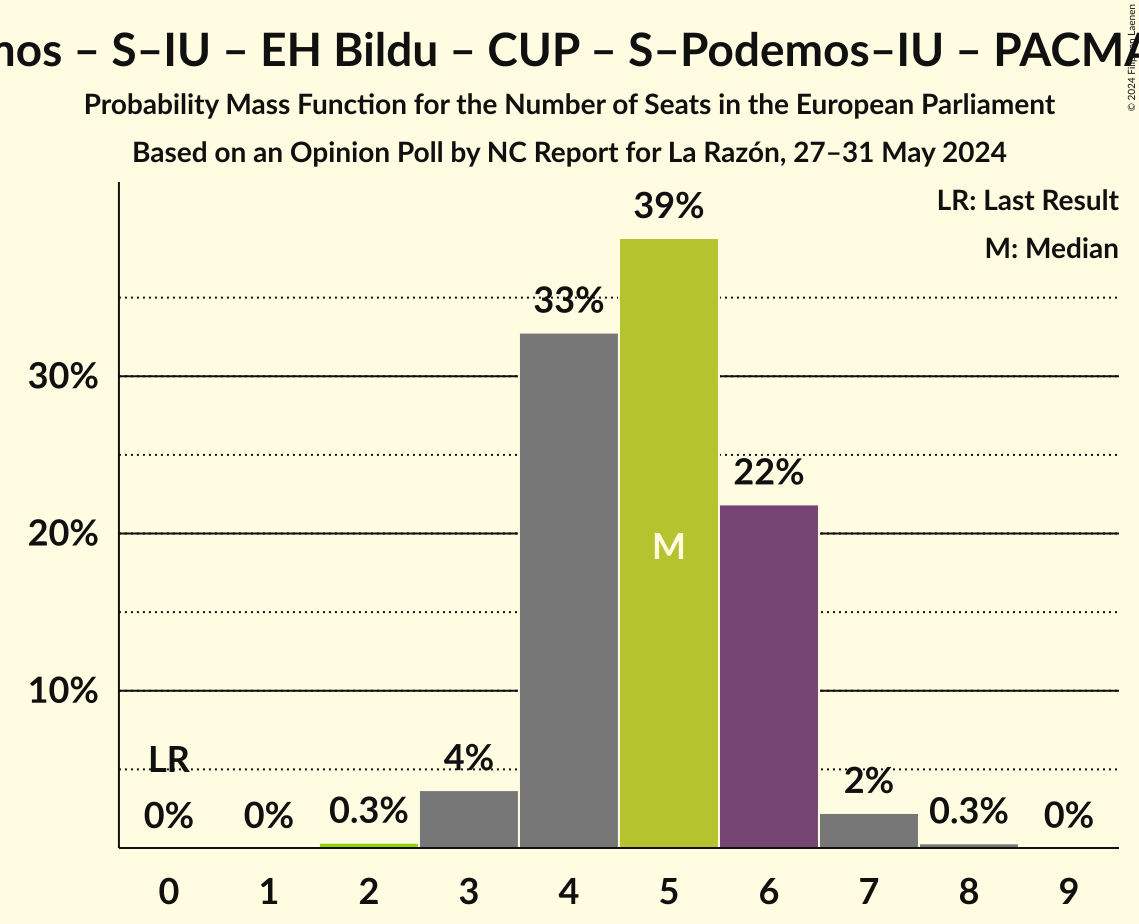 – S–IU – EH Bildu – CUP – S–Podemos–IU –
Probability Mass Function for the Number of Seats in the European Parliament
Based on an Opinion Poll by NC Report for La Razón, 27–31 May 2024
© 2024 Laenen
LR: Last Result
M: Median
39%
33%
30%
22%
20%
M
10%
LR
4%
2%
0% 0% 0.3% 0.3% 0%
0 1 2 3 4 5 6 7 8 9